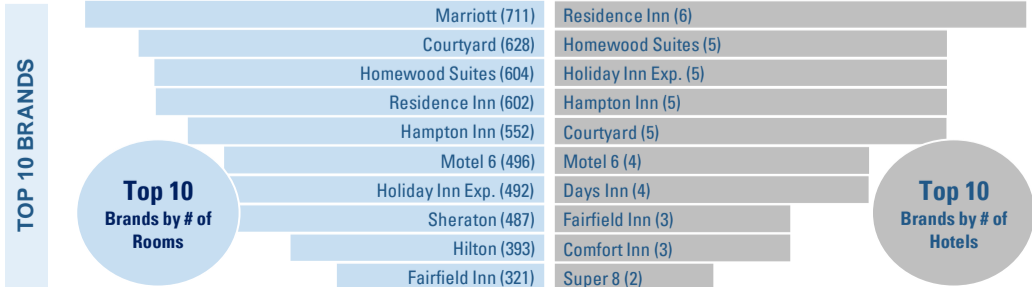 TOP 10 BRANDS
Marriott (711)
Courtyard (628)
Homewood Suites (604)
Residence Inn (602)
Hampton Inn (552)
Motel 6 (496)
Holiday Inn Exp. (492)
Sheraton (487)
Hilton (393)
Fairfield Inn (321)
Top 10
Brands by # of
Rooms
Residence Inn (6)
Homewood Suites (5)
Holiday Inn Exp. (5)
Hampton Inn (5)
Courtyard (5)
Motel 6 (4)
Days Inn (4)
Fairfield Inn (3)
Comfort Inn (3)
Super 8 (2)
Top 10
Brands by # of
Hotels